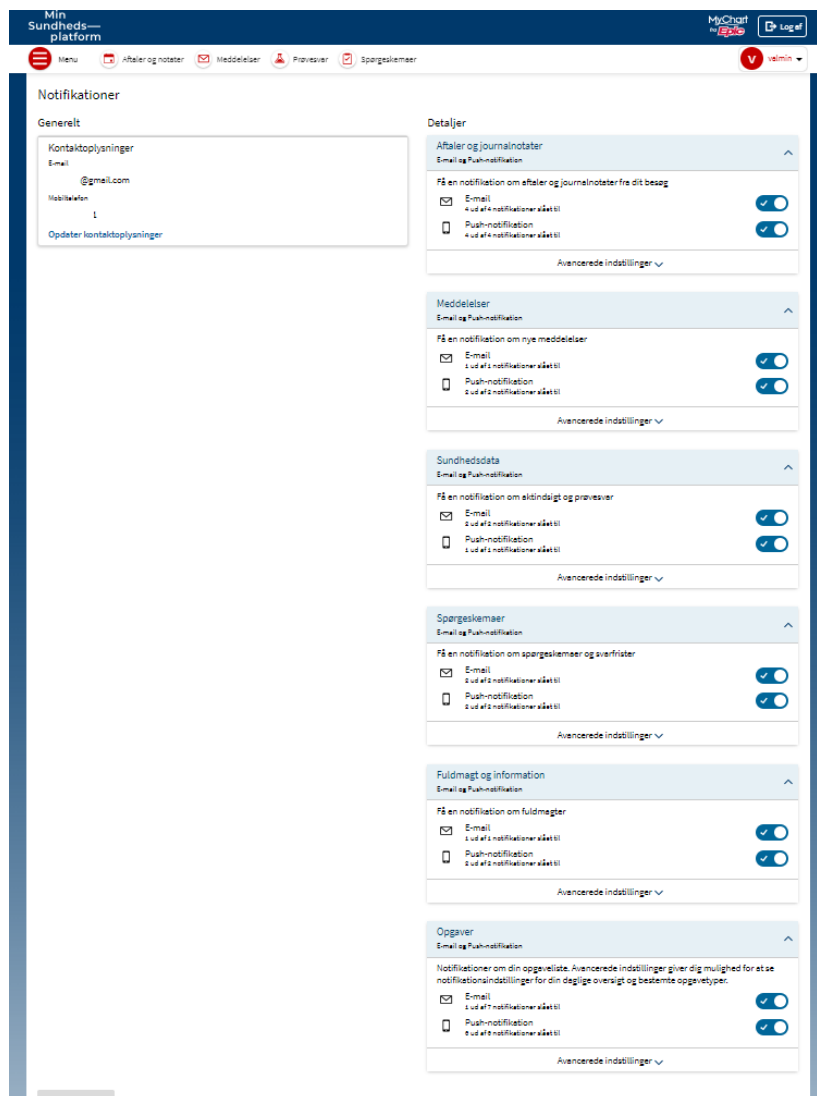 Min
Sundheds—
platform
MyChart
by Epic
Log af
Menu
Aftaler og notater
Meddelelser
Prøvesvar
Spørgeskemaer
V
valmin
Notifikationer
Generelt
Kontaktoplysninger
E-mail
@gmail.com
Mobiltelefon
1
Opdater kontaktoplysninger
Detaljer
Aftaler og journalnotater
E-mail og Push-notifikation
Få en notifikation om aftaler og journalnotater fra dit besøg
E-mail
4 ud af 4 notifikationer slået til
Push-notifikation
4 ud af 4 notifikationer slået til
Avancerede indstillinger
Meddelelser
E-mail og Push-notifikation
Få en notifikation om nye meddelelser
E-mail
1 ud af 1 notifikationer slået til
Push-notifikation
2 ud af 2 notifikationer slået til
Avancerede indstillinger
Sundhedsdata
E-mail og Push-notifikation
Få en notifikation om aktindsigt og prøvesvar
E-mail
2 ud af 2 notifikationer slået til
Push-notifikation
1 ud af 1 notifikationer slået til
Avancerede indstillinger
Spørgeskemaer
E-mail og Push-notifikation
Få en notifikation om spørgeskemaer og svarfrister
E-mail
2 ud af 2 notifikationer slået til
Push-notifikation
2 ud af 2 notifikationer slået til
Avancerede indstillinger
Fuldmagt og information
E-mail og Push-notifikation
Få en notifikation om fuldmagter
E-mail
1 ud af 1 notifikationer slået til
Push-notifikation
2 ud af 2 notifikationer slået til
Avancerede indstillinger
Opgaver
E-mail og Push-notifikation
Notifikationer om din opgaveliste. Avancerede indstillinger giver dig mulighed for at se
notifikationsindstillinger for din daglige oversigt og bestemte opgavetyper.
E-mail
1 ud af 7 notifikationer slået til
Push-notifikation
6 ud af 6 notifikationer slået til
Avancerede indstillinger